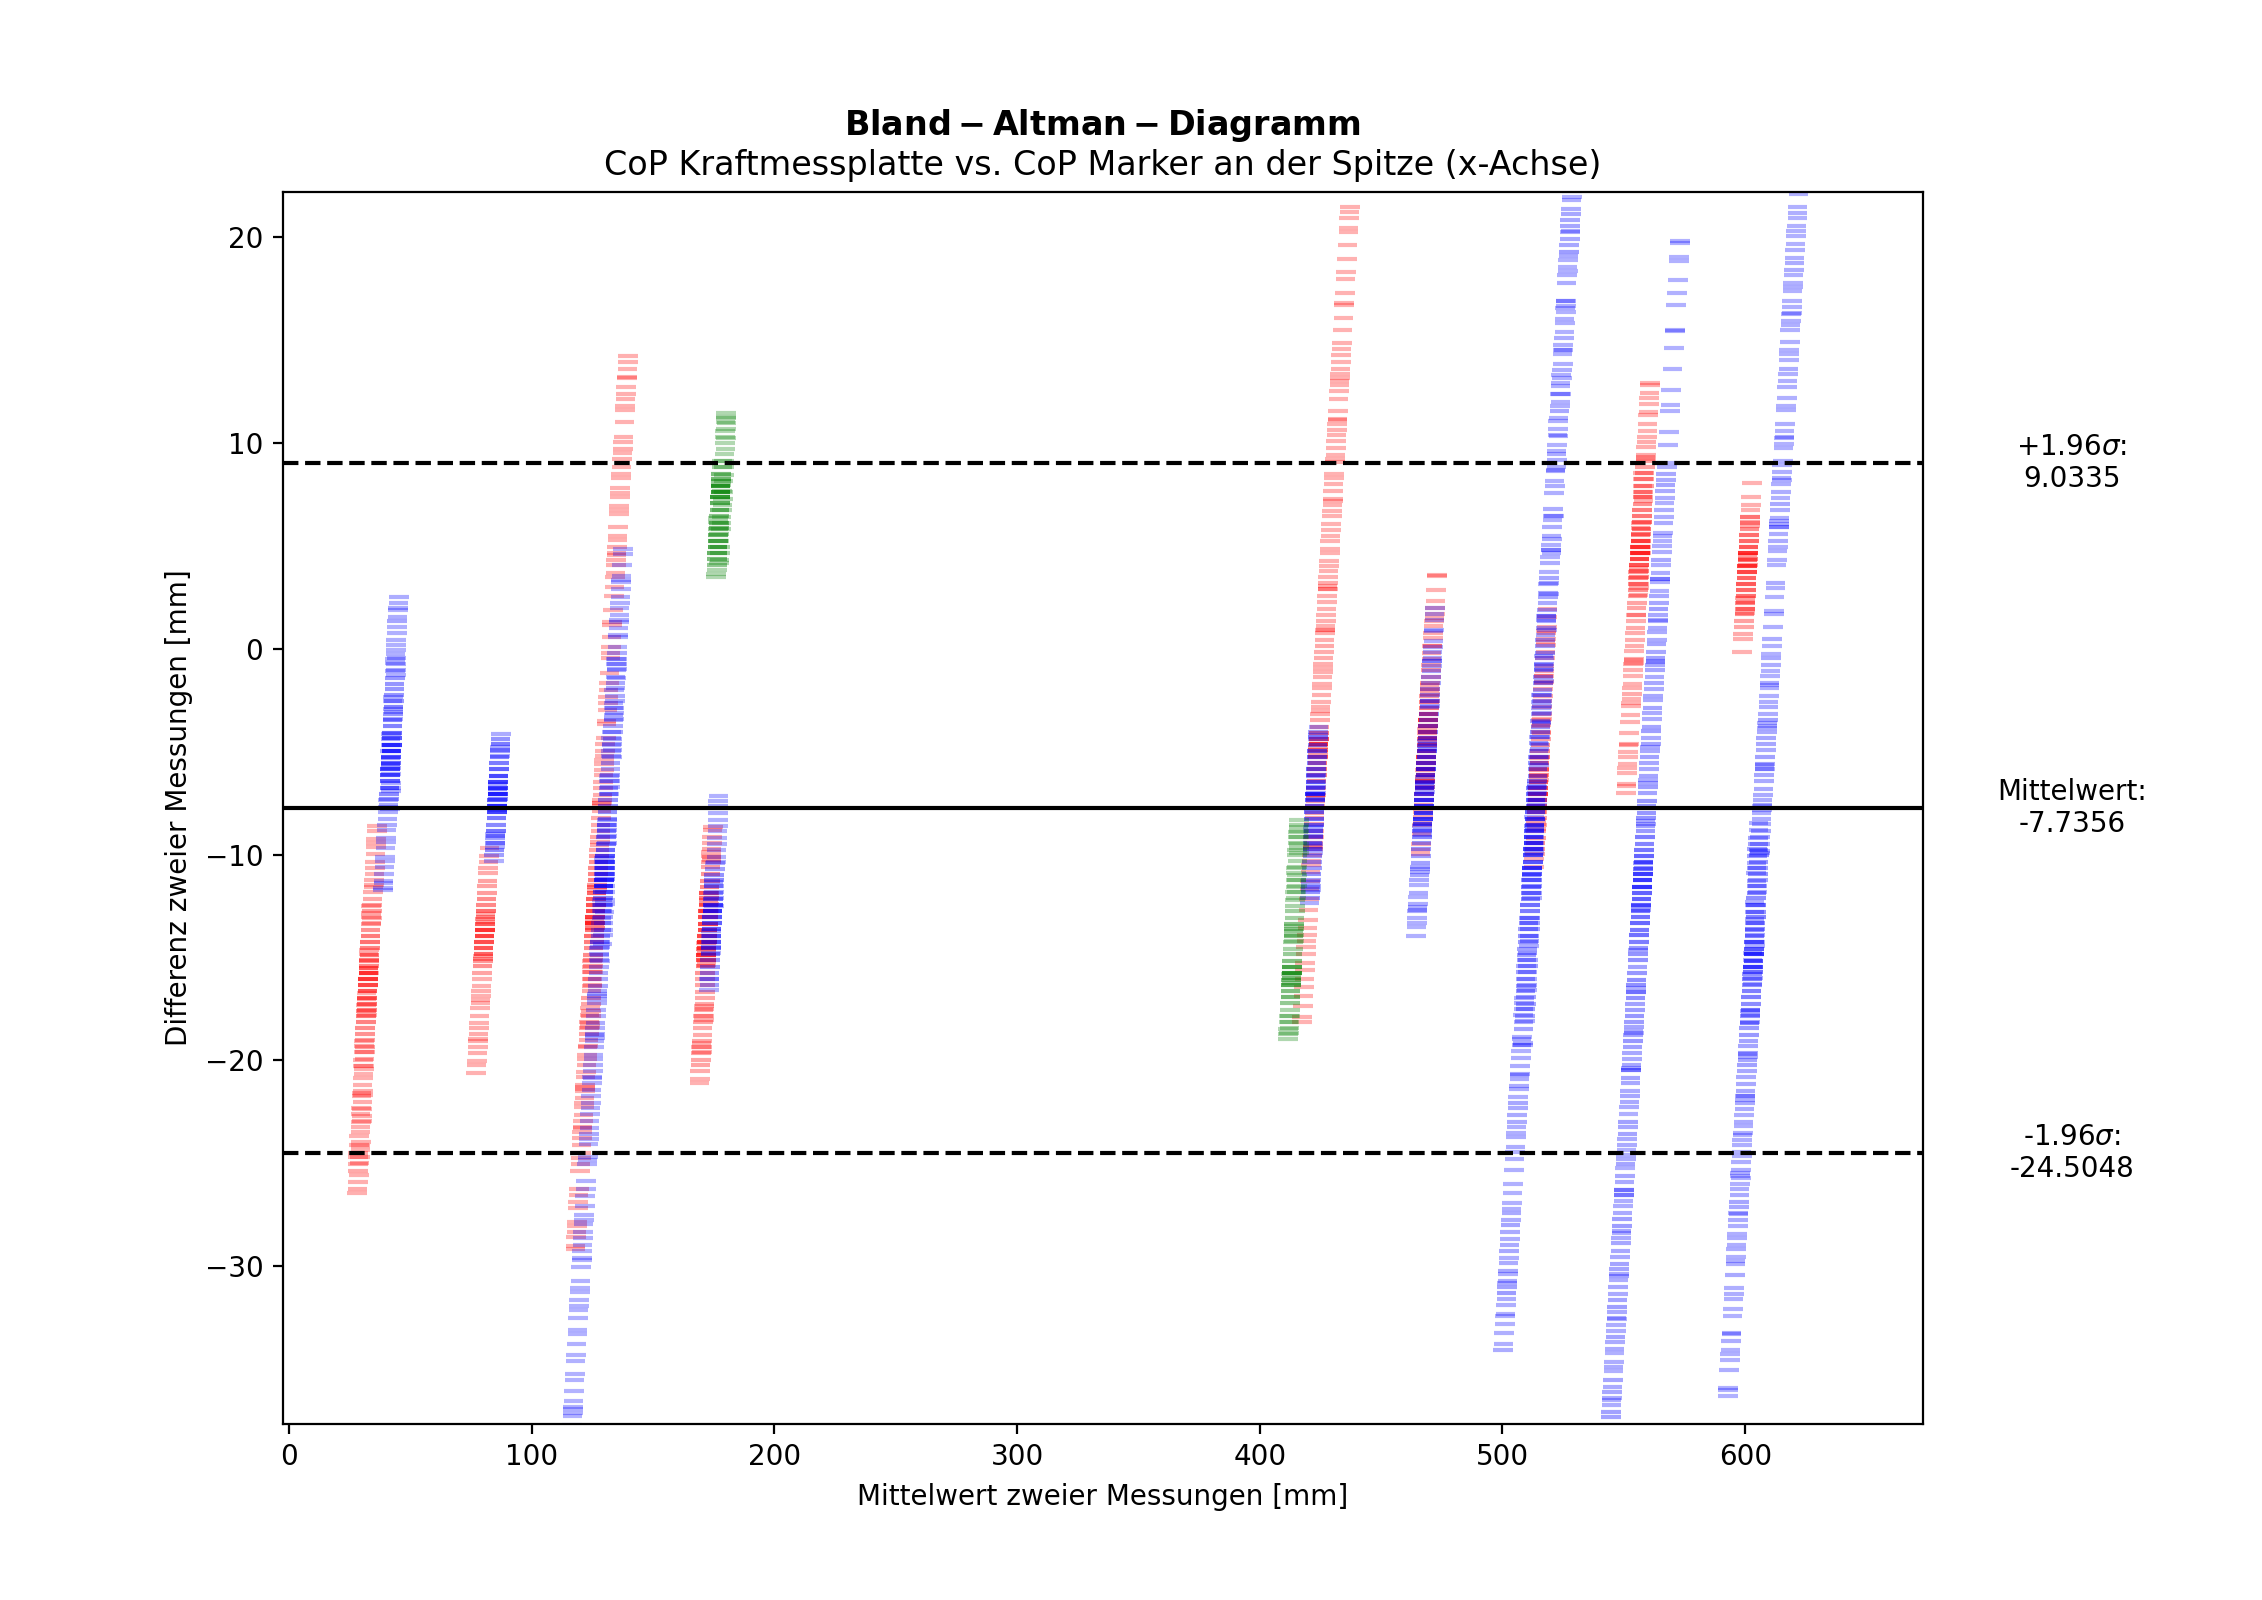 Bland – Altman – Diagramm
CoP Kraftmessplatte vs. CoP Marker an der Spitze (x-Achse)
Differenz zweier Messungen [mm]
20
10
0
−10
−20
−30
+1.96σ:
9.0335
Mittelwert:
-7.7356
-1.96σ:
-24.5048
0 100 200 300 400 500 600
Mittelwert zweier Messungen [mm]